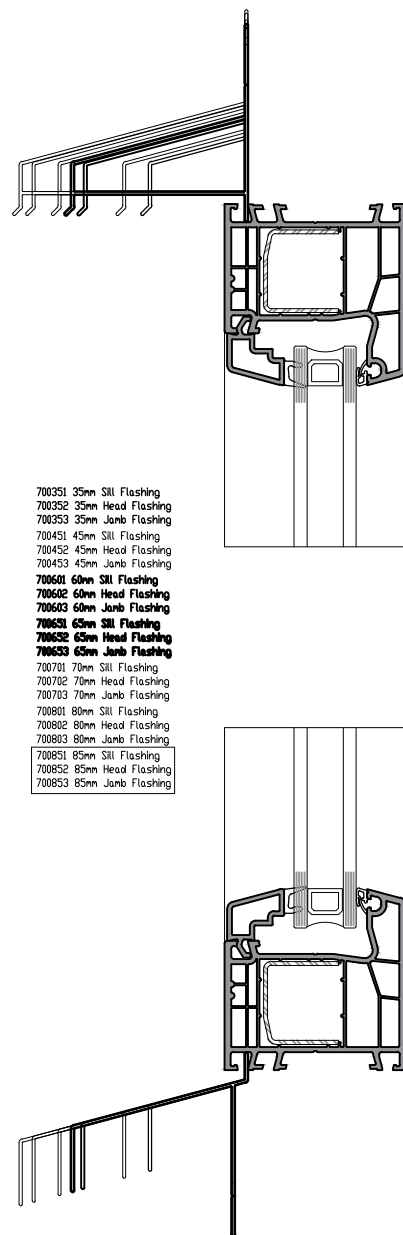 700351 35mm Sill Flashing
700352 35mm Head Flashing
700353 35mm Jamb Flashing
700451 45mm Sill Flashing
700452 45mm Head Flashing
700453 45mm Jamb Flashing
700601 60mm Sill Flashing
700602 60mm Head Flashing
700603 60mm Jamb Flashing
700651 65mm Sill Flashing
700652 65mm Head Flashing
700653 65mm Jamb Flashing
700701 70mm Sill Flashing
700702 70mm Head Flashing
700703 70mm Jamb Flashing
700801 80mm Sill Flashing
700802 80mm Head Flashing
700803 80mm Jamb Flashing
700851 85mm Sill Flashing
700852 85mm Head Flashing
700853 85mm Jamb Flashing